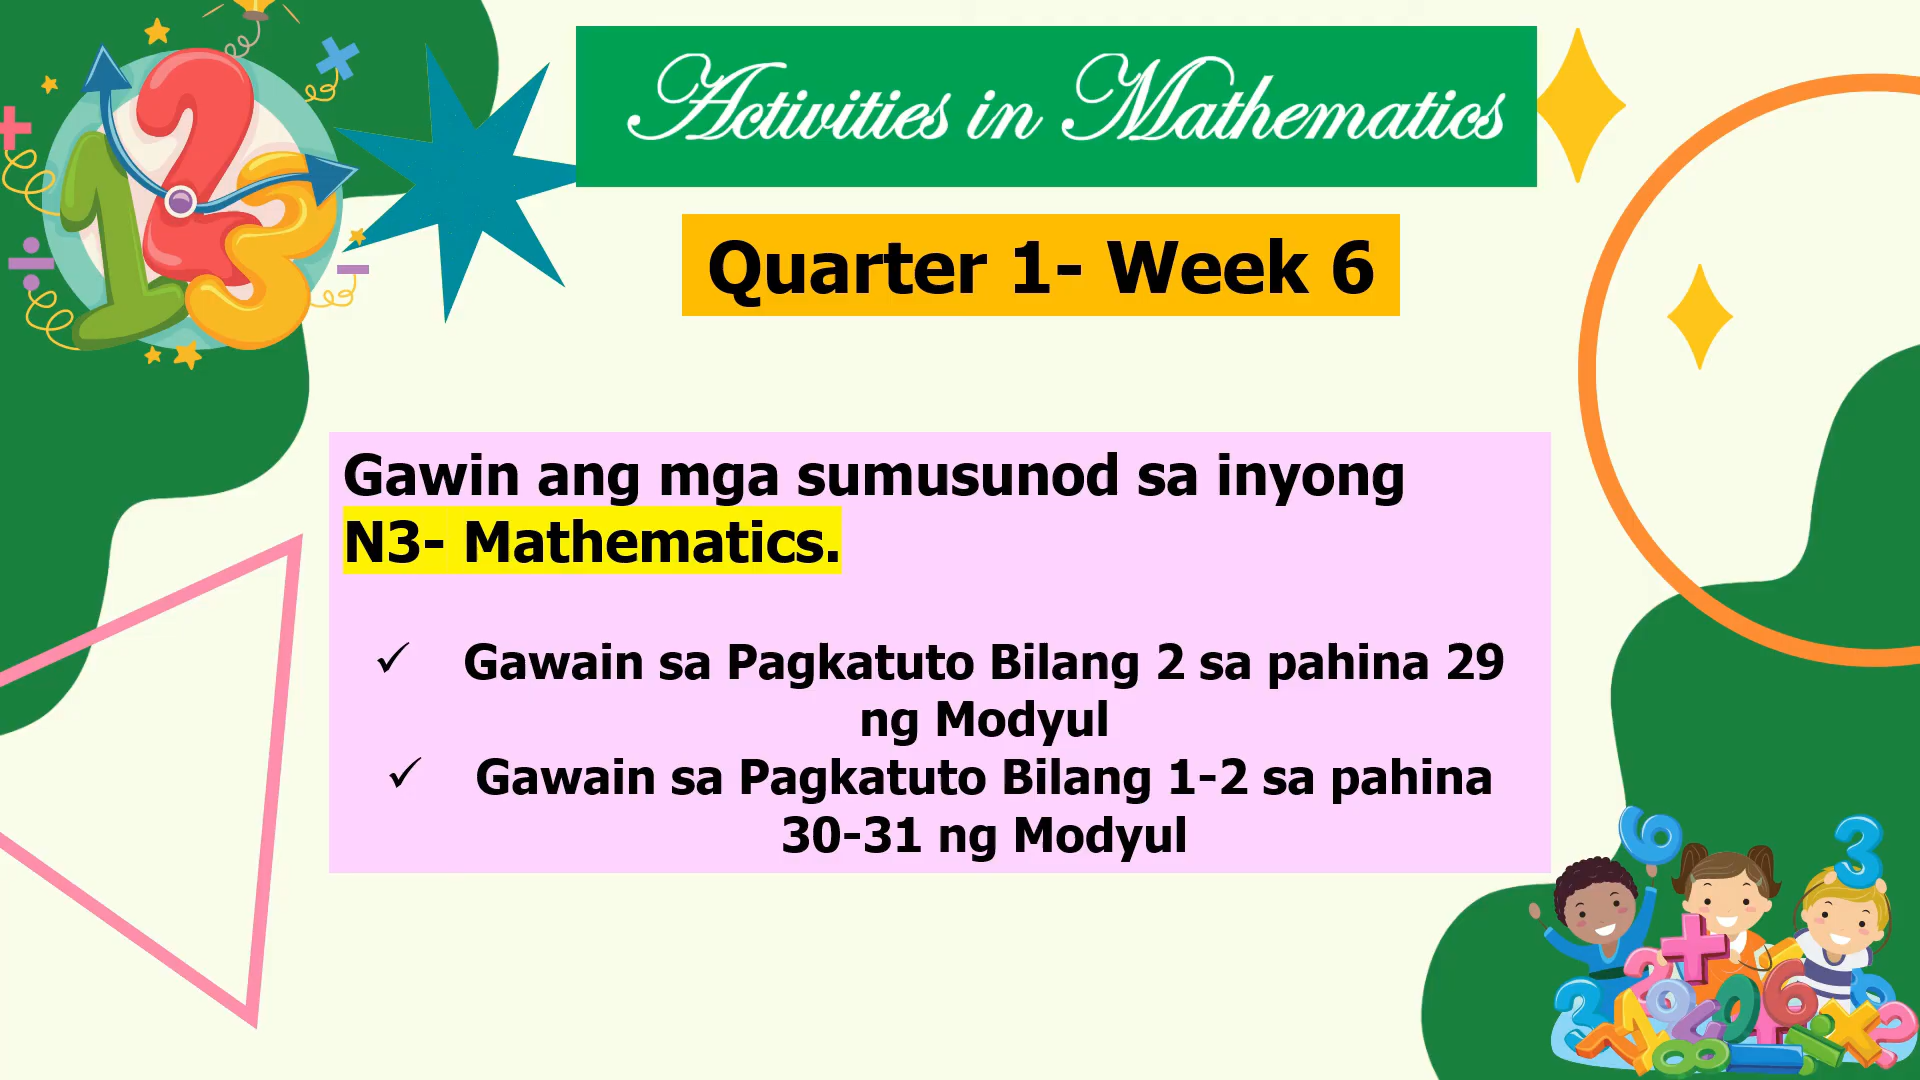 Activities in Mathematics
Quarter 1- Week 6
Gawin ang mga sumusunod sa inyong
N3- Mathematics.
✓ Gawain sa Pagkatuto Bilang 2 sa pahina 29
ng Modyul
✓ Gawain sa Pagkatuto Bilang 1-2 sa pahina
30-31 ng Modyul